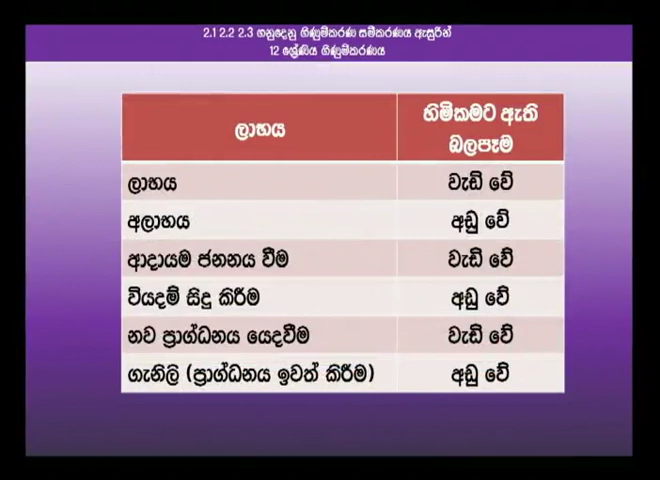 2.1 2.2 2.3 ගනුදෙනු ගිණුම්කරණ සමීකරණය ඇසුරින්
12 ශ්‍රේණිය ගිණුම්කරණය
ලාභය
හිමිකමට ඇති
බලපෑම
ලාභය වැඩි වේ
අලාභය අඩු වේ
ආදායම ජනනය වීම වැඩි වේ
වියදම් සිදු කිරීම අඩු වේ
නව ප්‍රාග්ධනය යෙදවීම වැඩි වේ
ගැනිලි (ප්‍රාග්ධනය ඉවත් කිරීම) අඩු වේ